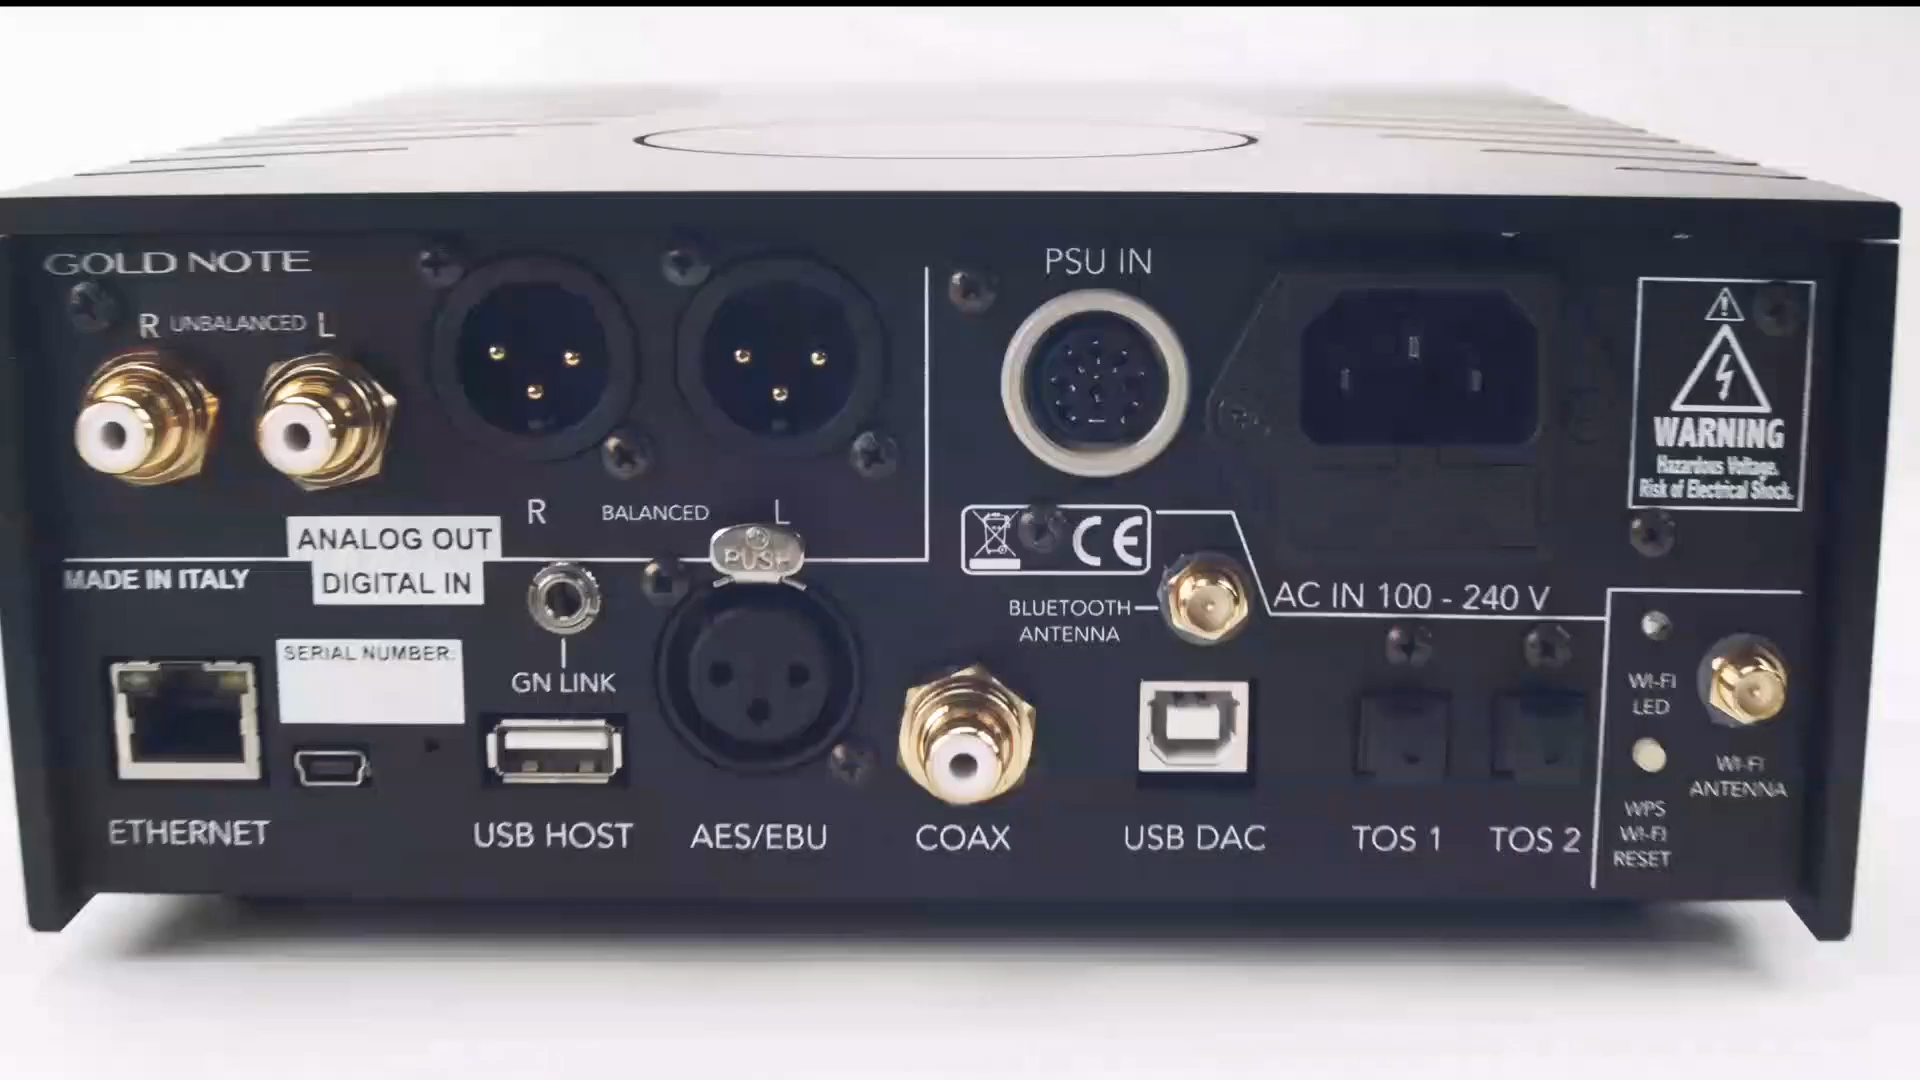 GOLD NOTE
R UNBALANCED L
R BALANCED L
ANALOG OUT
DIGITAL IN
MADE IN ITALY
PUSH
PSU IN
CE
WARNING
Hazardous Voltage.
Risk of Electrical Shock.
BLUETOOTH
ANTENNA
AC IN 100 - 240 V
SERIAL NUMBER:
GN LINK
WI-FI
LED
WI-FI
ANTENNA
WPS
WI-FI
RESET
ETHERNET
USB HOST
AES/EBU
COAX
USB DAC
TOS 1
TOS 2